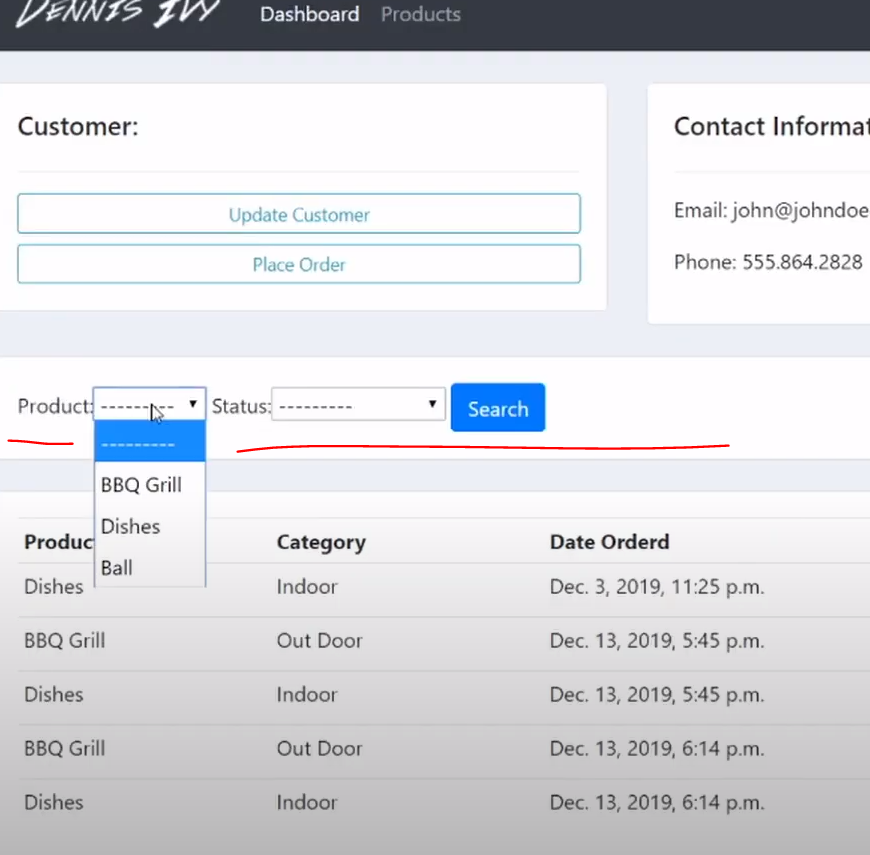 DENNIS IVY Dashboard Products
Customer:
Update Customer
Place Order
Contact Informat
Email: john@johndoe
Phone: 555.864.2828
Product: --------- Status: --------- Search
---------
BBQ Grill
Dishes
Ball
Produc Category Date Orderd
Dishes Indoor Dec. 3, 2019, 11:25 p.m.
BBQ Grill Out Door Dec. 13, 2019, 5:45 p.m.
Dishes Indoor Dec. 13, 2019, 5:45 p.m.
BBQ Grill Out Door Dec. 13, 2019, 6:14 p.m.
Dishes Indoor Dec. 13, 2019, 6:14 p.m.